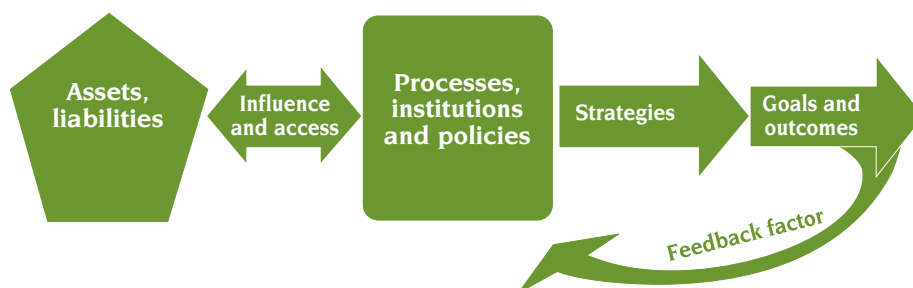 Assets,
liabilities
Influence
and access
Processes,
institutions
and policies
Strategies
Goals and
outcomes
Feedback factor